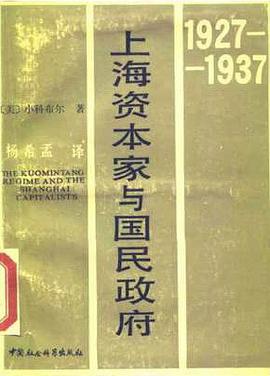 1927-
-1937
上海资本家与国民政府
〔美〕小科布尔 著
杨希孟 译
THE KUOMINTANG
REGIME AND THE
SHANGHAI
CAPITALISTS
中国社会科学出版社